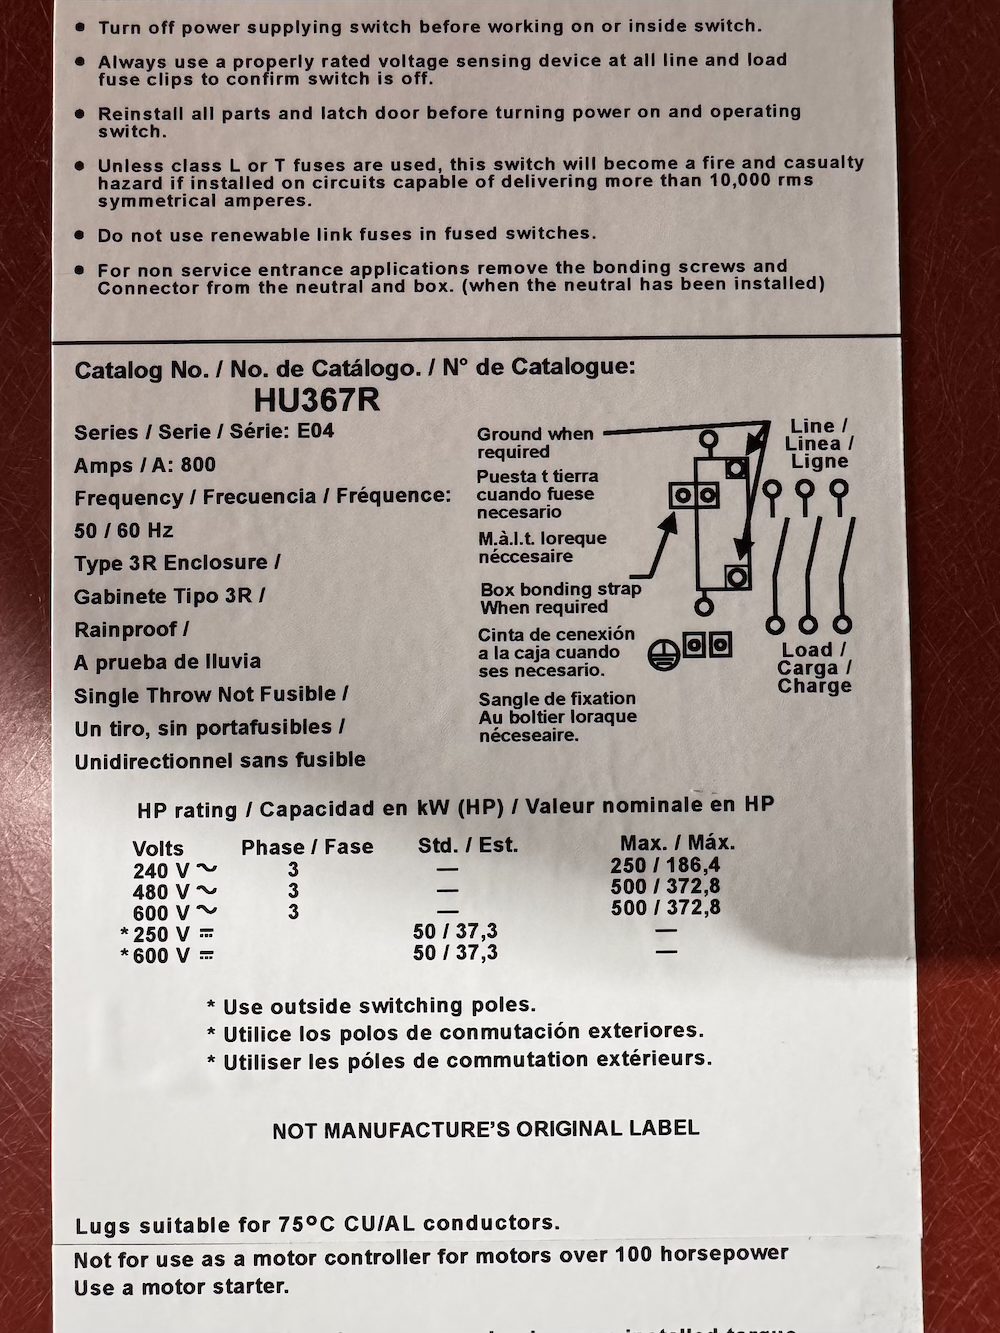 • Turn off power supplying switch before working on or inside switch.
• Always use a properly rated voltage sensing device at all line and load
fuse clips to confirm switch is off.
• Reinstall all parts and latch door before turning power on and operating
switch.
• Unless class L or T fuses are used, this switch will become a fire and casualty
hazard if installed on circuits capable of delivering more than 10,000 rms
symmetrical amperes.
• Do not use renewable link fuses in fused switches.
• For non service entrance applications remove the bonding screws and
Connector from the neutral and box. (when the neutral has been installed)
Catalog No. / No. de Catálogo. / N° de Catalogue:
HU367R
Series / Serie / Série: E04
Amps / A: 800
Frequency / Frecuencia / Fréquence:
50 / 60 Hz
Type 3R Enclosure /
Gabinete Tipo 3R /
Rainproof /
A prueba de lluvia
Single Throw Not Fusible /
Un tiro, sin portafusibles /
Unidirectionnel sans fusible
Ground when
required
Puesta t tierra
cuando fuese
necesario
M.à.l.t. loreque
néccesaire
Box bonding strap
When required
Cinta de cenexión
a la caja cuando
ses necesario.
Sangle de fixation
Au boltier loraque
néceseaire.
Line /
Linea /
Ligne
Load /
Carga /
Charge
HP rating / Capacidad en kW (HP) / Valeur nominale en HP
Volts Phase / Fase Std. / Est. Max. / Máx.
240 V ~ 3 — 250 / 186,4
480 V ~ 3 — 500 / 372,8
600 V ~ 3 — 500 / 372,8
* 250 V ⎓ 50 / 37,3 —
* 600 V ⎓ 50 / 37,3 —
* Use outside switching poles.
* Utilice los polos de conmutación exteriores.
* Utiliser les póles de commutation extérieurs.
NOT MANUFACTURE'S ORIGINAL LABEL
Lugs suitable for 75°C CU/AL conductors.
Not for use as a motor controller for motors over 100 horsepower
Use a motor starter.
installed torque